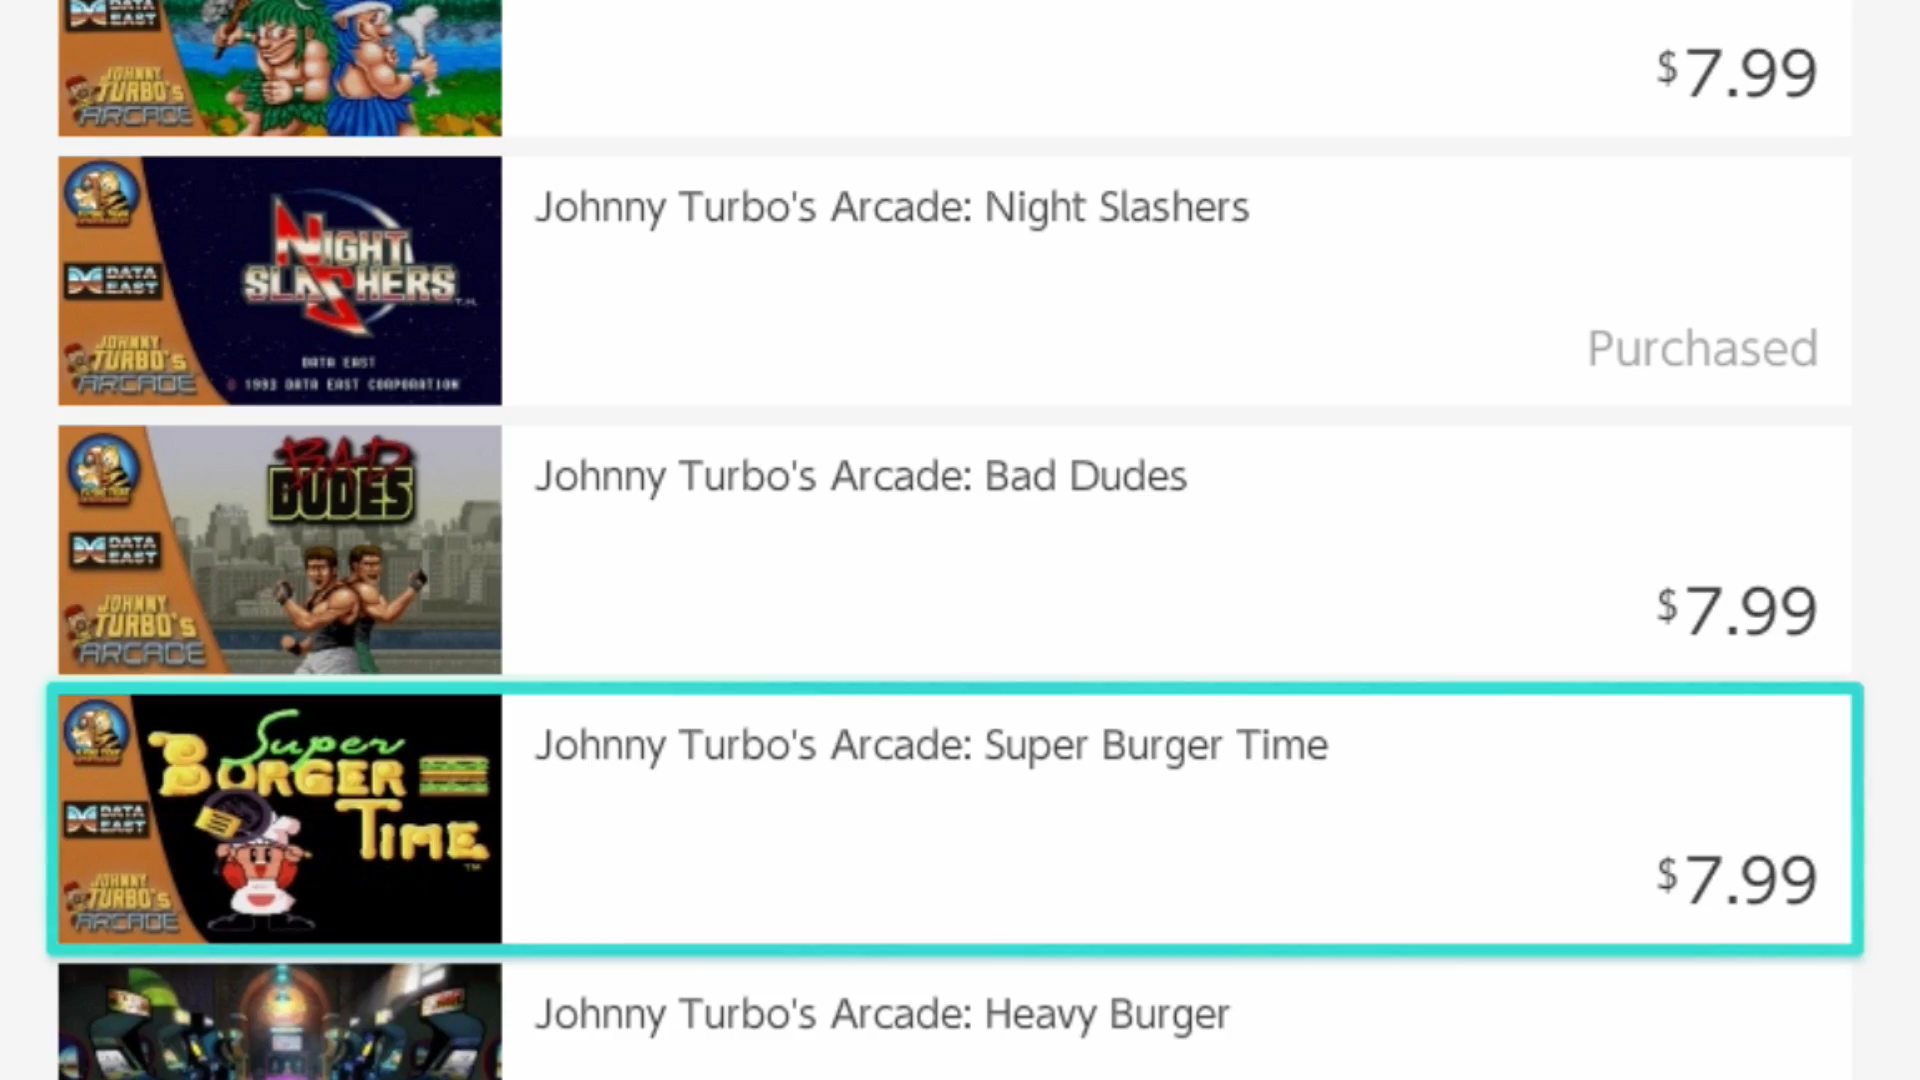 DATA
EAST
JOHNNY
TURBO's
ARCADE
$7.99
NIGHT
SLASHERS
T.M.
DATA EAST
© 1993 DATA EAST CORPORATION
DATA
EAST
JOHNNY
TURBO's
ARCADE
Johnny Turbo's Arcade: Night Slashers
Purchased
BAD
DUDES
DATA
EAST
JOHNNY
TURBO's
ARCADE
Johnny Turbo's Arcade: Bad Dudes
$7.99
Super
BURGER
TIME
TM
DATA
EAST
JOHNNY
TURBO's
ARCADE
Johnny Turbo's Arcade: Super Burger Time
$7.99
Johnny Turbo's Arcade: Heavy Burger